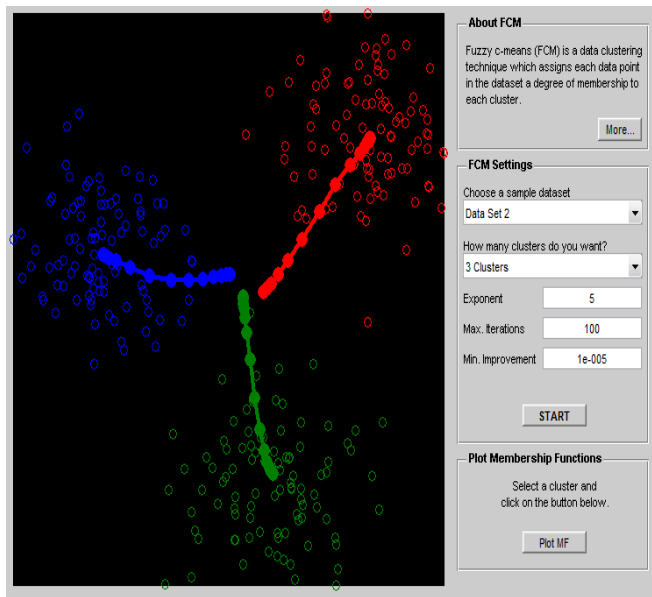 About FCM
Fuzzy c-means (FCM) is a data clustering
technique which assigns each data point
in the dataset a degree of membership to
each cluster.
More...
FCM Settings
Choose a sample dataset
Data Set 2
How many clusters do you want?
3 Clusters
Exponent 5
Max. Iterations 100
Min. Improvement 1e-005
START
Plot Membership Functions
Select a cluster and
click on the button below.
Plot MF